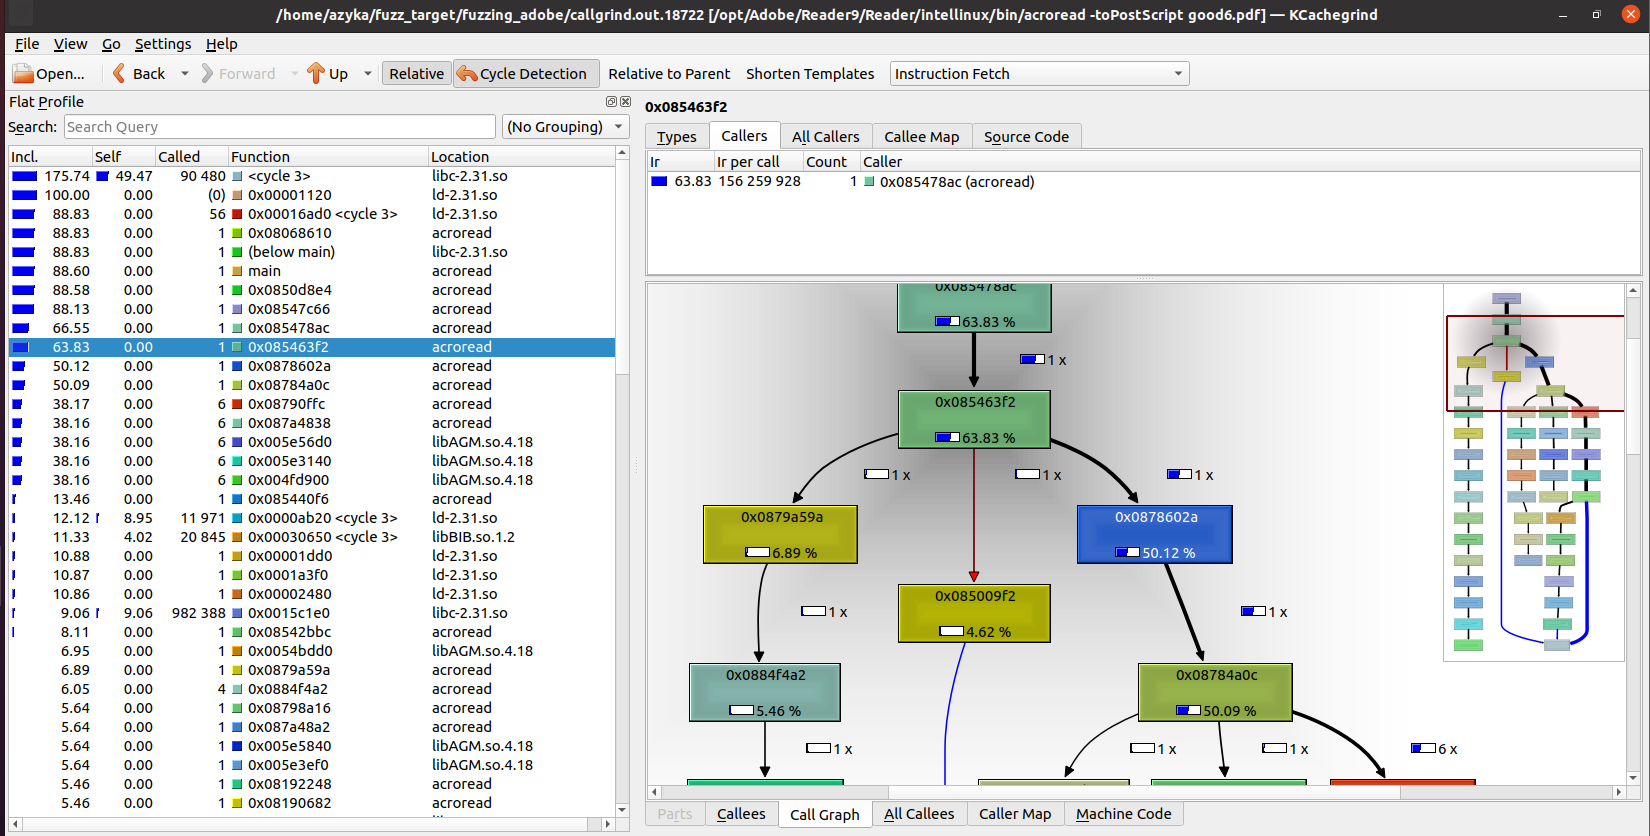 /home/azyka/fuzz_target/fuzzing_adobe/callgrind.out.18722 [/opt/Adobe/Reader9/Reader/intellinux/bin/acroread -toPostScript good6.pdf] — KCachegrind
File View Go Settings Help
Open... Back Forward Up Relative Cycle Detection Relative to Parent Shorten Templates Instruction Fetch
Flat Profile
Search: Search Query (No Grouping)
Incl. Self Called Function Location
175.74 49.47 90 480 <cycle 3> libc-2.31.so
100.00 0.00 (0) 0x00001120 ld-2.31.so
88.83 0.00 56 0x00016ad0 <cycle 3> ld-2.31.so
88.83 0.00 1 0x08068610 acroread
88.83 0.00 1 (below main) libc-2.31.so
88.60 0.00 1 main acroread
88.58 0.00 1 0x0850d8e4 acroread
88.13 0.00 1 0x08547c66 acroread
66.55 0.00 1 0x085478ac acroread
63.83 0.00 1 0x085463f2 acroread
50.12 0.00 1 0x0878602a acroread
50.09 0.00 1 0x08784a0c acroread
38.17 0.00 6 0x08790ffc acroread
38.16 0.00 6 0x087a4838 acroread
38.16 0.00 6 0x005e56d0 libAGM.so.4.18
38.16 0.00 6 0x005e3140 libAGM.so.4.18
38.16 0.00 6 0x004fd900 libAGM.so.4.18
13.46 0.00 1 0x085440f6 acroread
12.12 8.95 11 971 0x0000ab20 <cycle 3> ld-2.31.so
11.33 4.02 20 845 0x00030650 <cycle 3> libBIB.so.1.2
10.88 0.00 1 0x00001dd0 ld-2.31.so
10.87 0.00 1 0x0001a3f0 ld-2.31.so
10.86 0.00 1 0x00002480 ld-2.31.so
9.06 9.06 982 388 0x0015c1e0 libc-2.31.so
8.11 0.00 1 0x08542bbc acroread
6.95 0.00 1 0x0054bdd0 libAGM.so.4.18
6.89 0.00 1 0x0879a59a acroread
6.05 0.00 4 0x0884f4a2 acroread
5.64 0.00 1 0x08798a16 acroread
5.64 0.00 1 0x087a48a2 acroread
5.64 0.00 1 0x005e5840 libAGM.so.4.18
5.64 0.00 1 0x005e3ef0 libAGM.so.4.18
5.46 0.00 1 0x08192248 acroread
5.46 0.00 1 0x08190682 acroread
0x085463f2
Types Callers All Callers Callee Map Source Code
Ir Ir per call Count Caller
63.83 156 259 928 1 0x085478ac (acroread)
0x085478ac
63.83 %
1 x
0x085463f2
63.83 %
1 x 1 x 1 x
0x0879a59a 0x0878602a
6.89 % 50.12 %
0x085009f2
1 x 1 x
4.62 %
0x0884f4a2 0x08784a0c
5.46 % 50.09 %
1 x 1 x 1 x 6 x
Parts Callees Call Graph All Callees Caller Map Machine Code